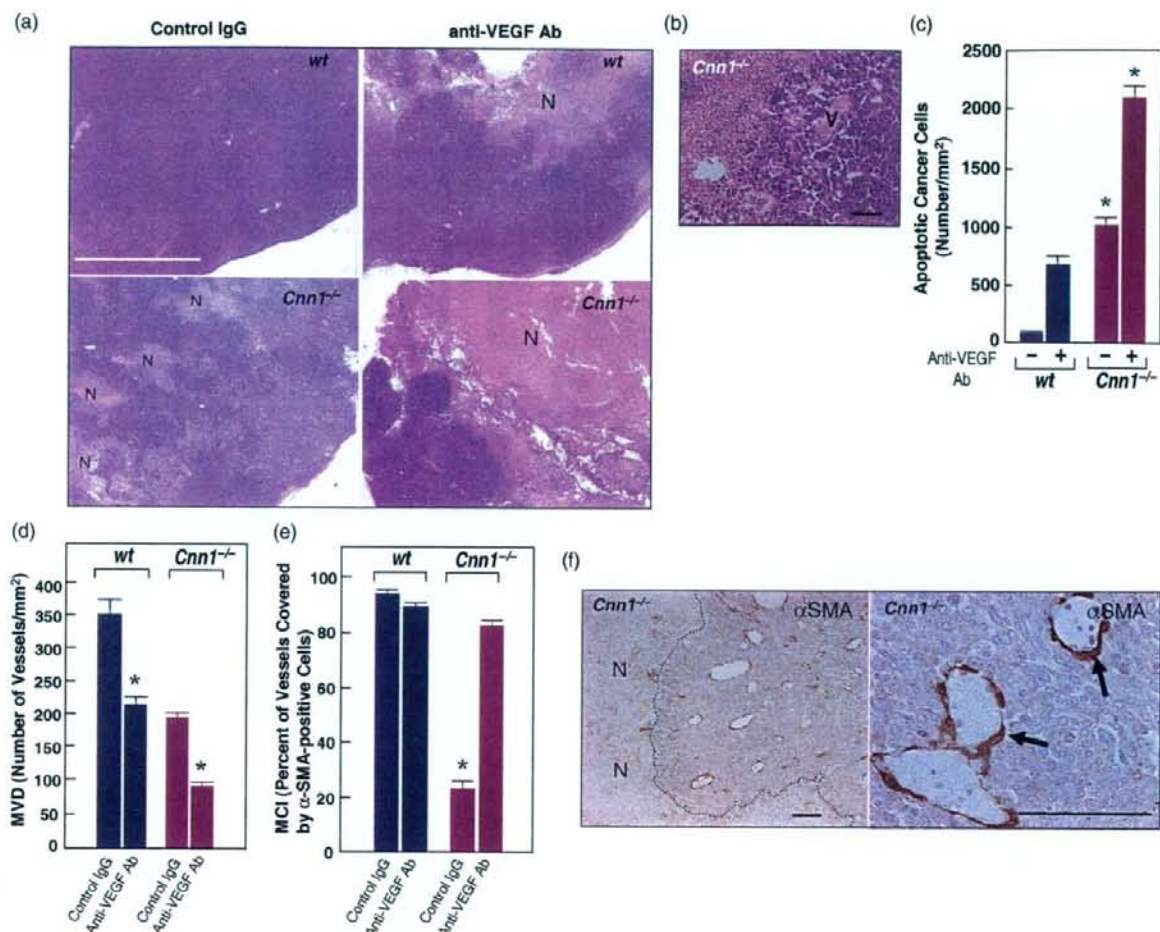 (a)
Control IgG
anti-VEGF Ab
wt
wt
N
Cnn1⁻/⁻
N
N
N
N
Cnn1⁻/⁻
N
(b)
Cnn1⁻/⁻
V
(c)
Apoptotic Cancer Cells
(Number/mm²)
2500
2000
1500
1000
500
0
*
*
Anti-VEGF
Ab
− + − +
wt Cnn1⁻/⁻
(d)
MVD (Number of Vessels/mm²)
350
300
250
200
150
100
50
0
wt Cnn1⁻/⁻
*
*
Control IgG
Anti-VEGF Ab
Control IgG
Anti-VEGF Ab
(e)
MCI (Percent of Vessels Covered
by α-SMA-positive Cells)
100
80
60
40
20
0
wt Cnn1⁻/⁻
*
Control IgG
Anti-VEGF Ab
Control IgG
Anti-VEGF Ab
(f)
Cnn1⁻/⁻ αSMA
N
N
Cnn1⁻/⁻ αSMA